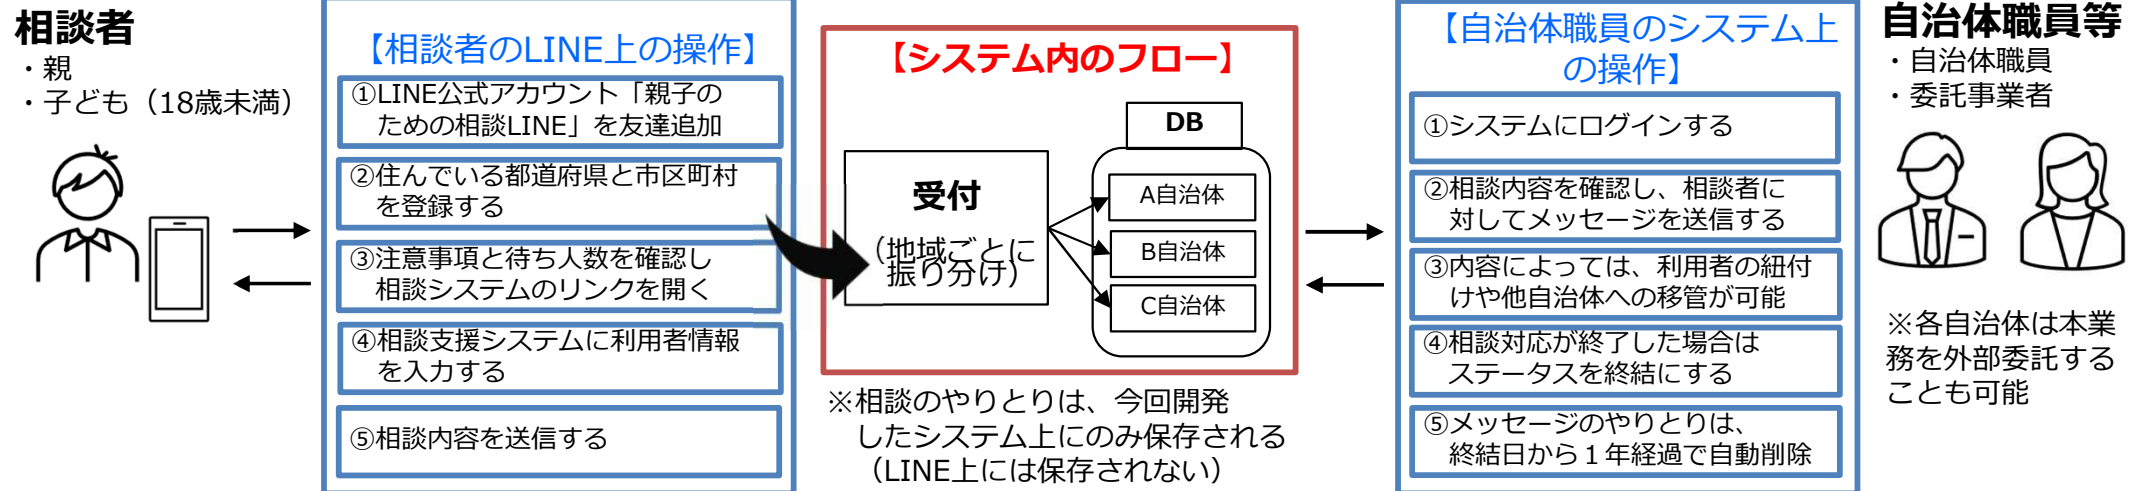 相談者
・親
・子ども（18歳未満）
【相談者のLINE上の操作】
①LINE公式アカウント「親子の
ための相談LINE」を友達追加
②住んでいる都道府県と市区町村
を登録する
③注意事項と待ち人数を確認し
相談システムのリンクを開く
④相談支援システムに利用者情報
を入力する
⑤相談内容を送信する
【システム内のフロー】
受付
（地域ごとに
振り分け）
DB
A自治体
B自治体
C自治体
※相談のやりとりは、今回開発
したシステム上にのみ保存される
（LINE上には保存されない）
【自治体職員のシステム上
の操作】
①システムにログインする
②相談内容を確認し、相談者に
対してメッセージを送信する
③内容によっては、利用者の紐付
けや他自治体への移管が可能
④相談対応が終了した場合は
ステータスを終結にする
⑤メッセージのやりとりは、
終結日から１年経過で自動削除
自治体職員等
・自治体職員
・委託事業者
※各自治体は本業
務を外部委託する
ことも可能